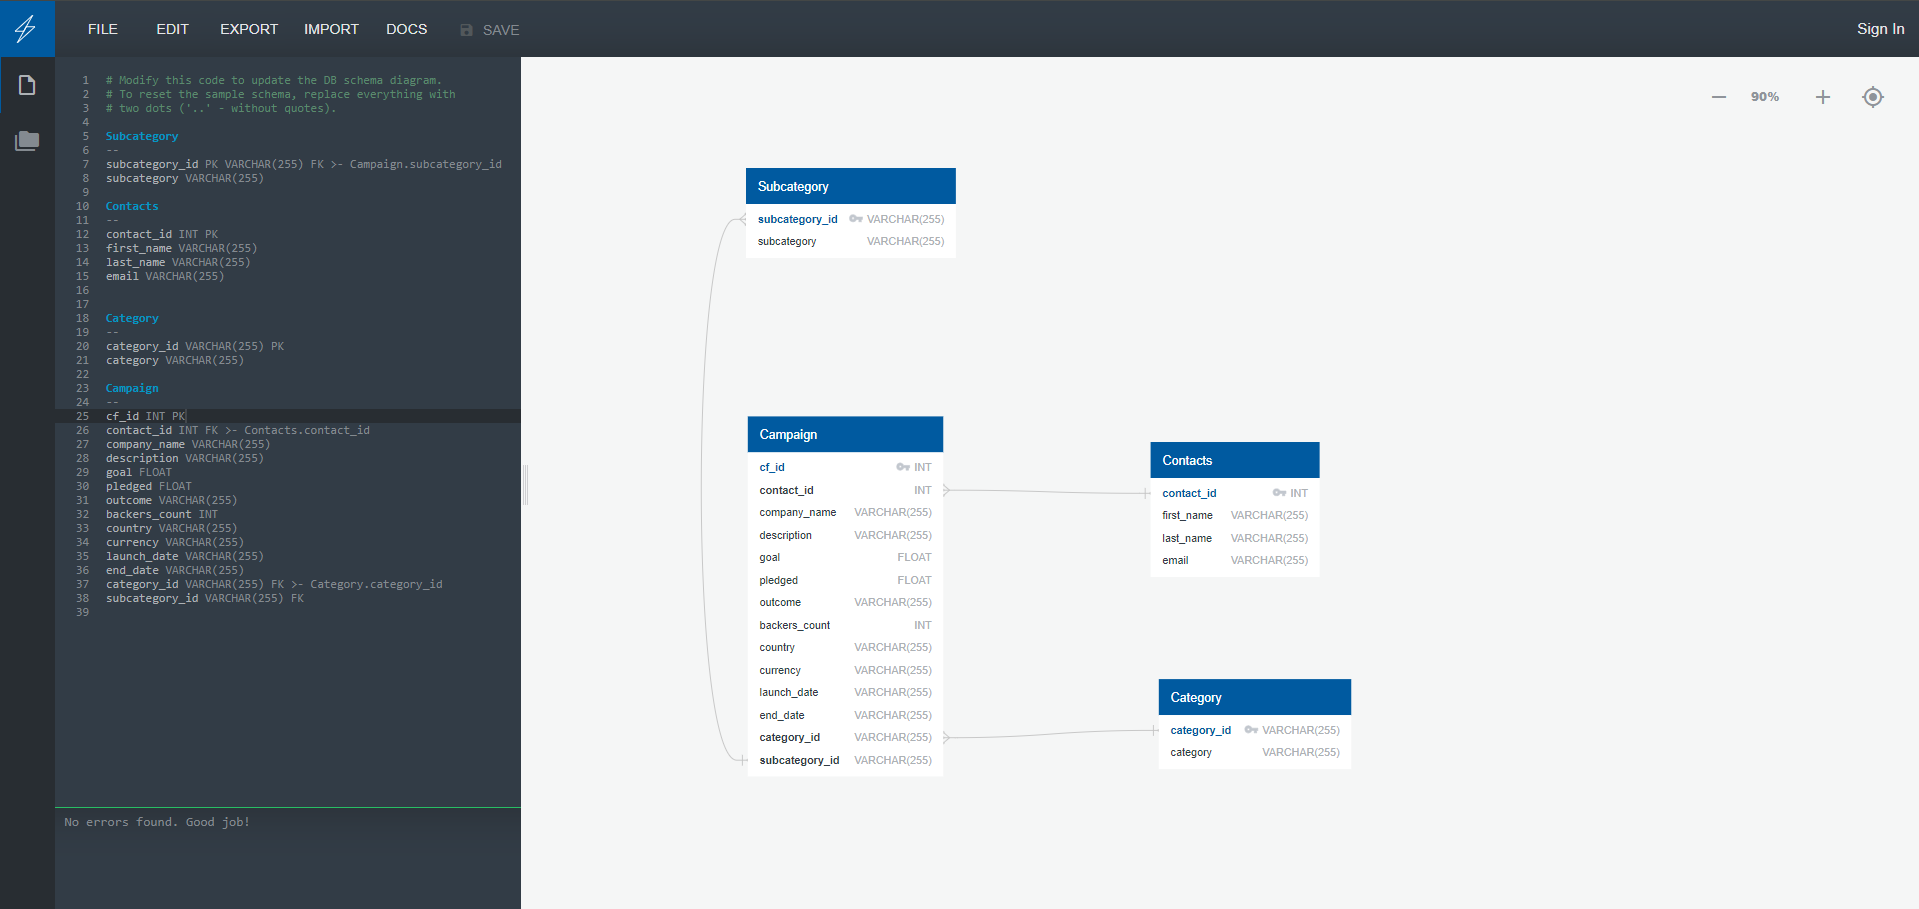 FILE EDIT EXPORT IMPORT DOCS SAVE Sign In
1 # Modify this code to update the DB schema diagram.
2 # To reset the sample schema, replace everything with
3 # two dots ('..' - without quotes).
4
5 Subcategory
6 --
7 subcategory_id PK VARCHAR(255) FK >- Campaign.subcategory_id
8 subcategory VARCHAR(255)
9
10 Contacts
11 --
12 contact_id INT PK
13 first_name VARCHAR(255)
14 last_name VARCHAR(255)
15 email VARCHAR(255)
16
17
18 Category
19 --
20 category_id VARCHAR(255) PK
21 category VARCHAR(255)
22
23 Campaign
24 --
25 cf_id INT PK
26 contact_id INT FK >- Contacts.contact_id
27 company_name VARCHAR(255)
28 description VARCHAR(255)
29 goal FLOAT
30 pledged FLOAT
31 outcome VARCHAR(255)
32 backers_count INT
33 country VARCHAR(255)
34 currency VARCHAR(255)
35 launch_date VARCHAR(255)
36 end_date VARCHAR(255)
37 category_id VARCHAR(255) FK >- Category.category_id
38 subcategory_id VARCHAR(255) FK
39
No errors found. Good job!
90%
Subcategory
subcategory_id VARCHAR(255)
subcategory VARCHAR(255)
Campaign
cf_id INT
contact_id INT
company_name VARCHAR(255)
description VARCHAR(255)
goal FLOAT
pledged FLOAT
outcome VARCHAR(255)
backers_count INT
country VARCHAR(255)
currency VARCHAR(255)
launch_date VARCHAR(255)
end_date VARCHAR(255)
category_id VARCHAR(255)
subcategory_id VARCHAR(255)
Contacts
contact_id INT
first_name VARCHAR(255)
last_name VARCHAR(255)
email VARCHAR(255)
Category
category_id VARCHAR(255)
category VARCHAR(255)